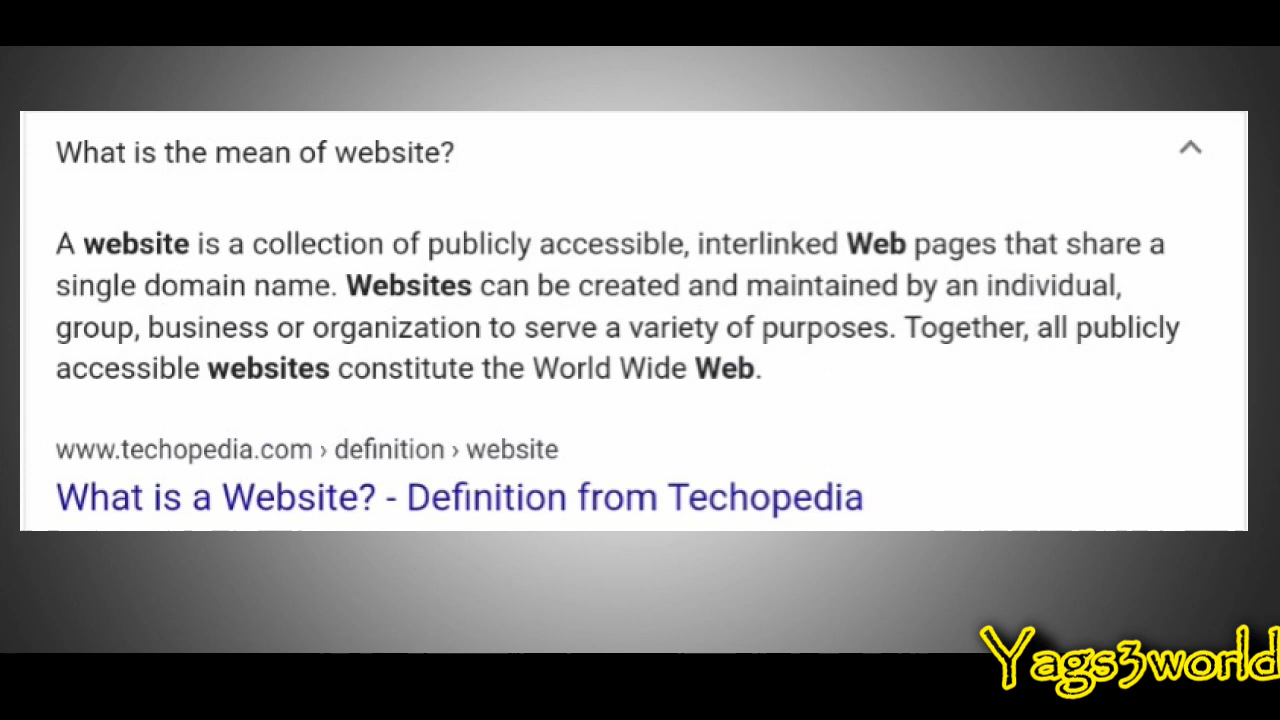 What is the mean of website?
A website is a collection of publicly accessible, interlinked Web pages that share a
single domain name. Websites can be created and maintained by an individual,
group, business or organization to serve a variety of purposes. Together, all publicly
accessible websites constitute the World Wide Web.
www.techopedia.com › definition › website
What is a Website? - Definition from Techopedia
Yags3world